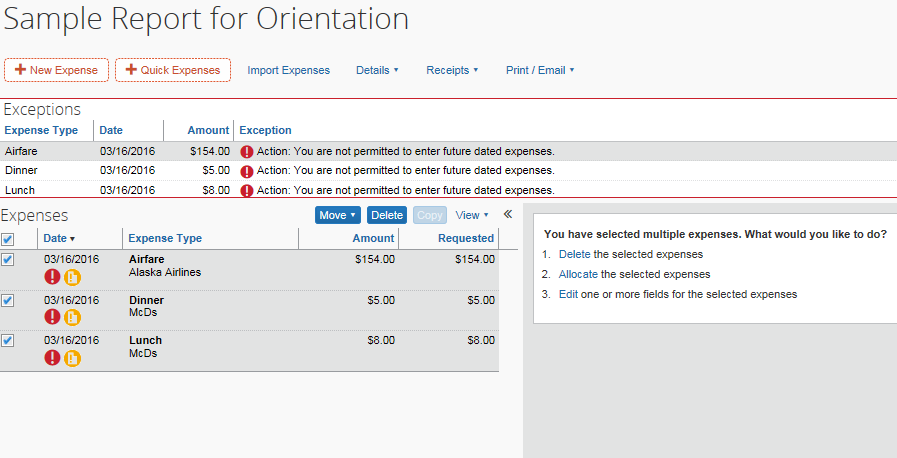 Sample Report for Orientation
+ New Expense + Quick Expenses Import Expenses Details ▾ Receipts ▾ Print / Email ▾
Exceptions
Expense Type Date Amount Exception
Airfare 03/16/2016 $154.00 ! Action: You are not permitted to enter future dated expenses.
Dinner 03/16/2016 $5.00 ! Action: You are not permitted to enter future dated expenses.
Lunch 03/16/2016 $8.00 ! Action: You are not permitted to enter future dated expenses.
Expenses Move ▾ Delete Copy View ▾ «
Date ▾ Expense Type Amount Requested
03/16/2016 Airfare $154.00 $154.00
Alaska Airlines
03/16/2016 Dinner $5.00 $5.00
McDs
03/16/2016 Lunch $8.00 $8.00
McDs
You have selected multiple expenses. What would you like to do?
1. Delete the selected expenses
2. Allocate the selected expenses
3. Edit one or more fields for the selected expenses